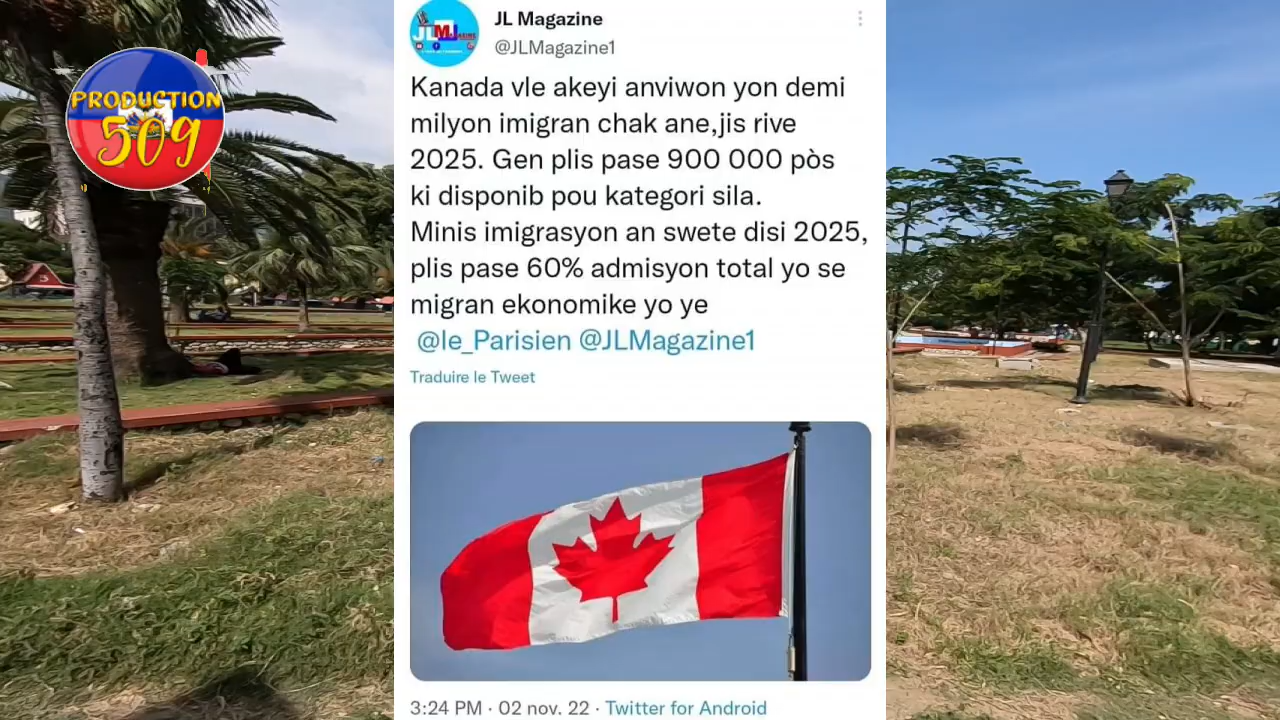 PRODUCTION
509
JL Magazine
@JLMagazine1
Kanada vle akeyi anviwon yon demi
milyon imigran chak ane,jis rive
2025. Gen plis pase 900 000 pòs
ki disponib pou kategori sila.
Minis imigrasyon an swete disi 2025,
plis pase 60% admisyon total yo se
migran ekonomike yo ye
@le_Parisien @JLMagazine1
Traduire le Tweet
3:24 PM · 02 nov. 22 · Twitter for Android